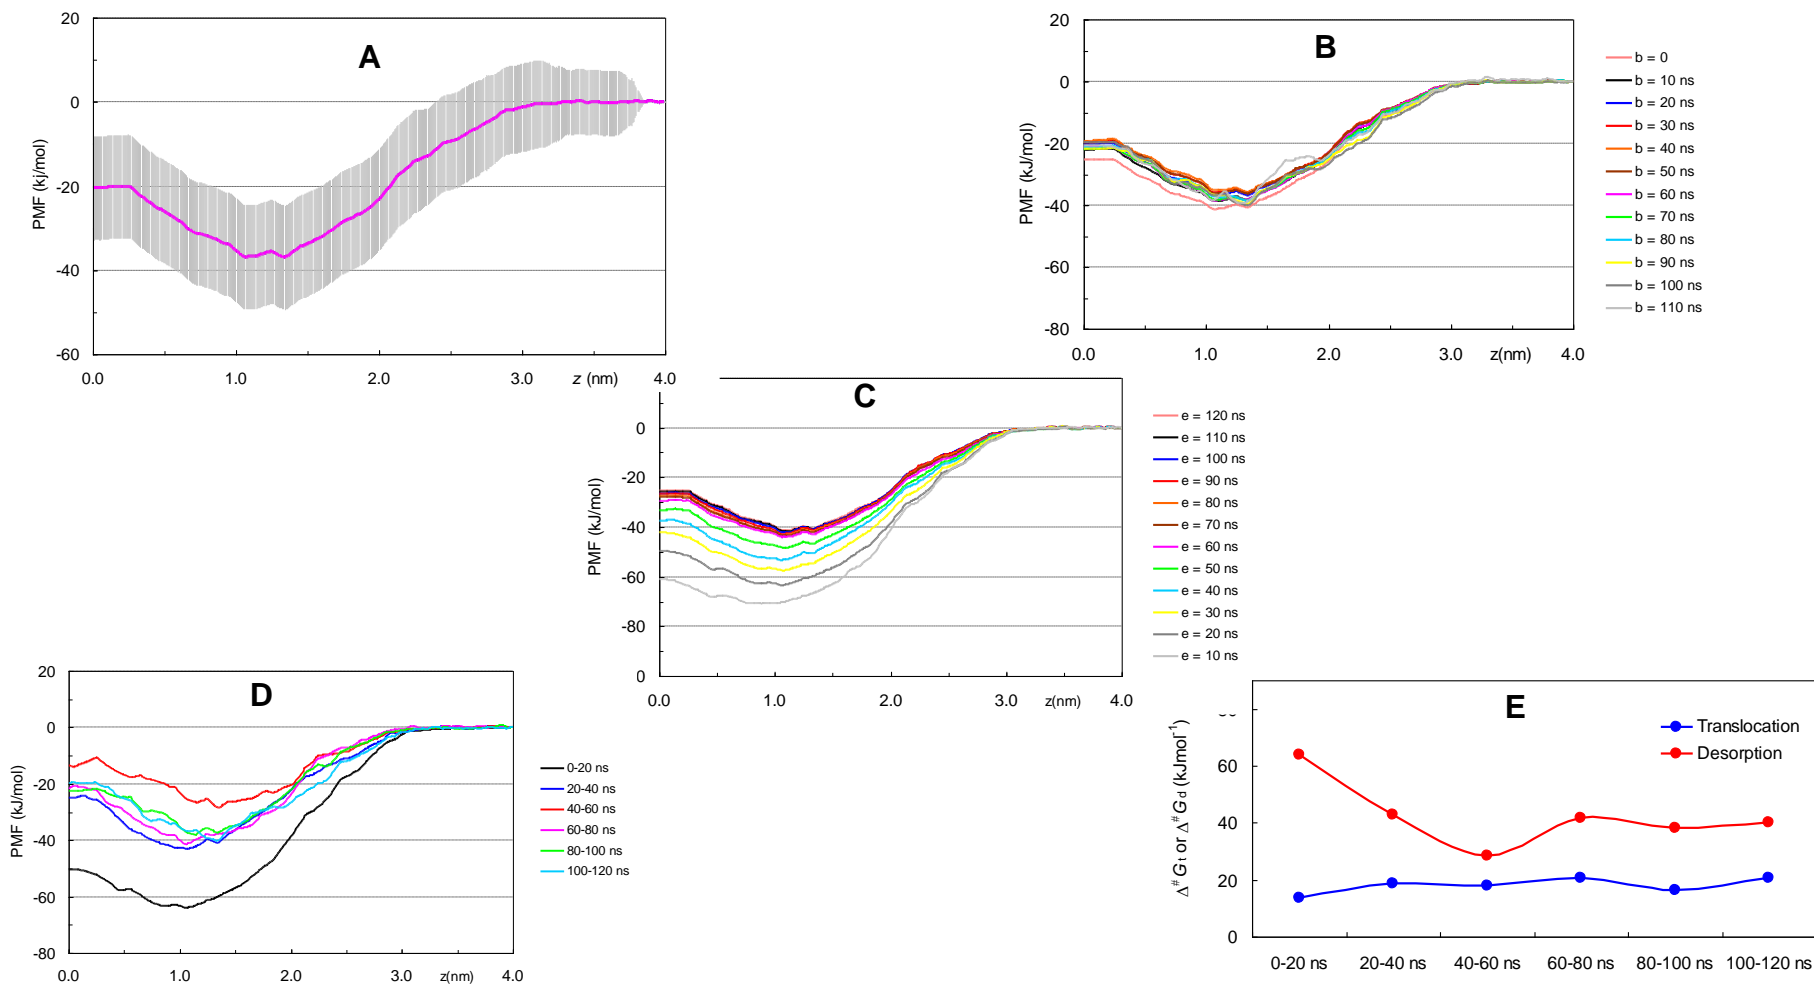 A
PMF (kj/mol)
20
0
-20
-40
-60
0.0
1.0
2.0
3.0
z (nm)
4.0
B
PMF (kJ/mol)
20
0
-20
-40
-60
-80
0.0
1.0
2.0
3.0
z(nm)
4.0
b = 0
b = 10 ns
b = 20 ns
b = 30 ns
b = 40 ns
b = 50 ns
b = 60 ns
b = 70 ns
b = 80 ns
b = 90 ns
b = 100 ns
b = 110 ns
C
PMF (kJ/mol)
0
-20
-40
-60
-80
0
0.0
1.0
2.0
3.0
z(nm)
4.0
e = 120 ns
e = 110 ns
e = 100 ns
e = 90 ns
e = 80 ns
e = 70 ns
e = 60 ns
e = 50 ns
e = 40 ns
e = 30 ns
e = 20 ns
e = 10 ns
D
PMF (kJ/mol)
20
0
-20
-40
-60
-80
0.0
1.0
2.0
3.0
z(nm)
4.0
0-20 ns
20-40 ns
40-60 ns
60-80 ns
80-100 ns
100-120 ns
E
Δ#Gt or Δ#Gd (kJmol-1)
60
40
20
0
Translocation
Desorption
0-20 ns
20-40 ns
40-60 ns
60-80 ns
80-100 ns
100-120 ns